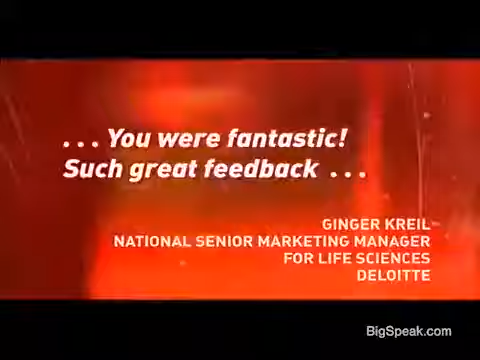 . . . You were fantastic!
Such great feedback . . .
GINGER KREIL
NATIONAL SENIOR MARKETING MANAGER
FOR LIFE SCIENCES
DELOITTE
BigSpeak.com